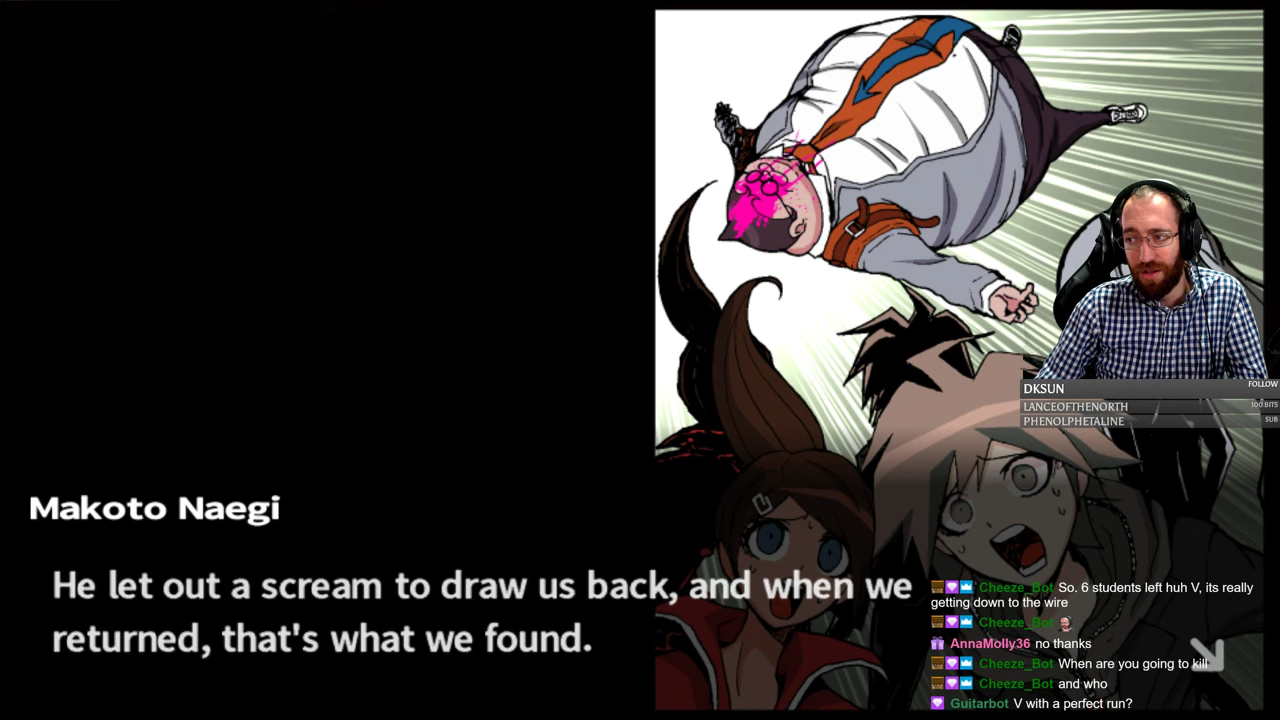 DKSUN FOLLOW
LANCEOFTHENORTH 100 BITS
PHENOLPHETALINE SUB
Makoto Naegi
He let out a scream to draw us back, and when we
returned, that's what we found.
Cheeze_Bot So. 6 students left huh V, its really
getting down to the wire
Cheeze_Bot
AnnaMolly36 no thanks
Cheeze_Bot When are you going to kill
Cheeze_Bot and who
Guitarbot V with a perfect run?